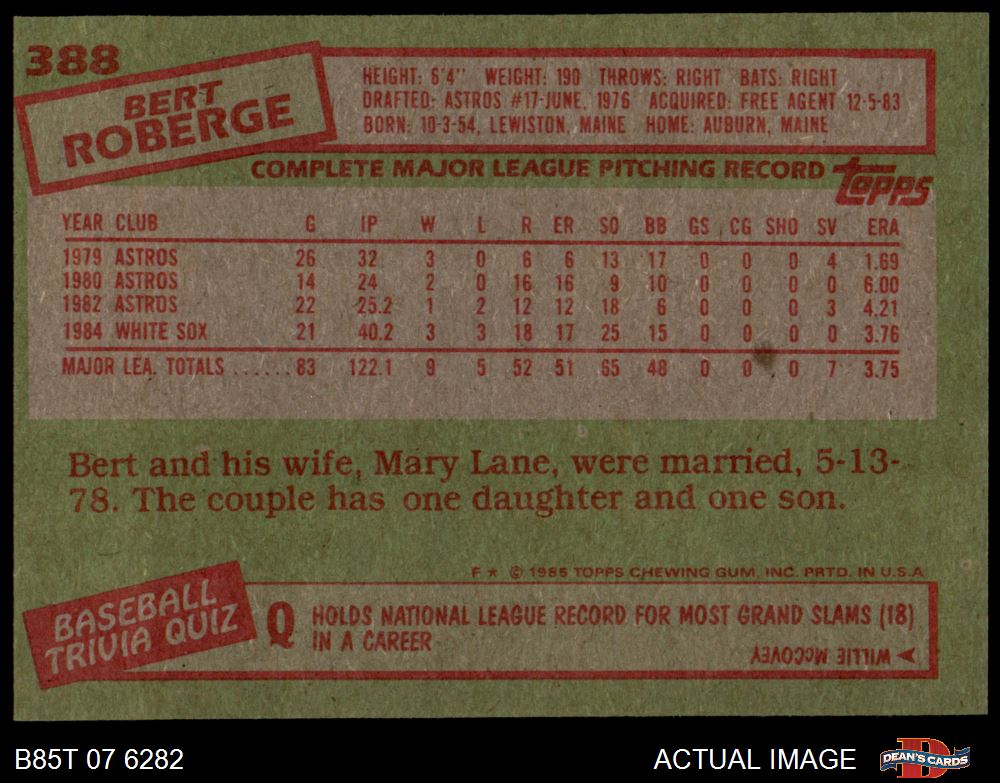 388
BERT
ROBERGE
HEIGHT: 6'4" WEIGHT: 190 THROWS: RIGHT BATS: RIGHT
DRAFTED: ASTROS #17-JUNE, 1976 ACQUIRED: FREE AGENT 12-5-83
BORN: 10-3-54, LEWISTON, MAINE HOME: AUBURN, MAINE
COMPLETE MAJOR LEAGUE PITCHING RECORD topps
YEAR CLUB G IP W L R ER SO BB GS CG SHO SV ERA
1979 ASTROS 26 32 3 0 6 6 13 17 0 0 0 4 1.69
1980 ASTROS 14 24 2 0 16 16 9 10 0 0 0 0 6.00
1982 ASTROS 22 25.2 1 2 12 12 18 6 0 0 0 3 4.21
1984 WHITE SOX 21 40.2 3 3 18 17 25 15 0 0 0 0 3.76
MAJOR LEA. TOTALS ...... 83 122.1 9 5 52 51 65 48 0 0 0 7 3.75
Bert and his wife, Mary Lane, were married, 5-13-
78. The couple has one daughter and one son.
F * © 1985 TOPPS CHEWING GUM, INC. PRTD. IN U.S.A.
BASEBALL
TRIVIA QUIZ
Q HOLDS NATIONAL LEAGUE RECORD FOR MOST GRAND SLAMS (18)
IN A CAREER
WILLIE McCOVEY
B85T 07 6282 ACTUAL IMAGE D DEAN'S CARDS